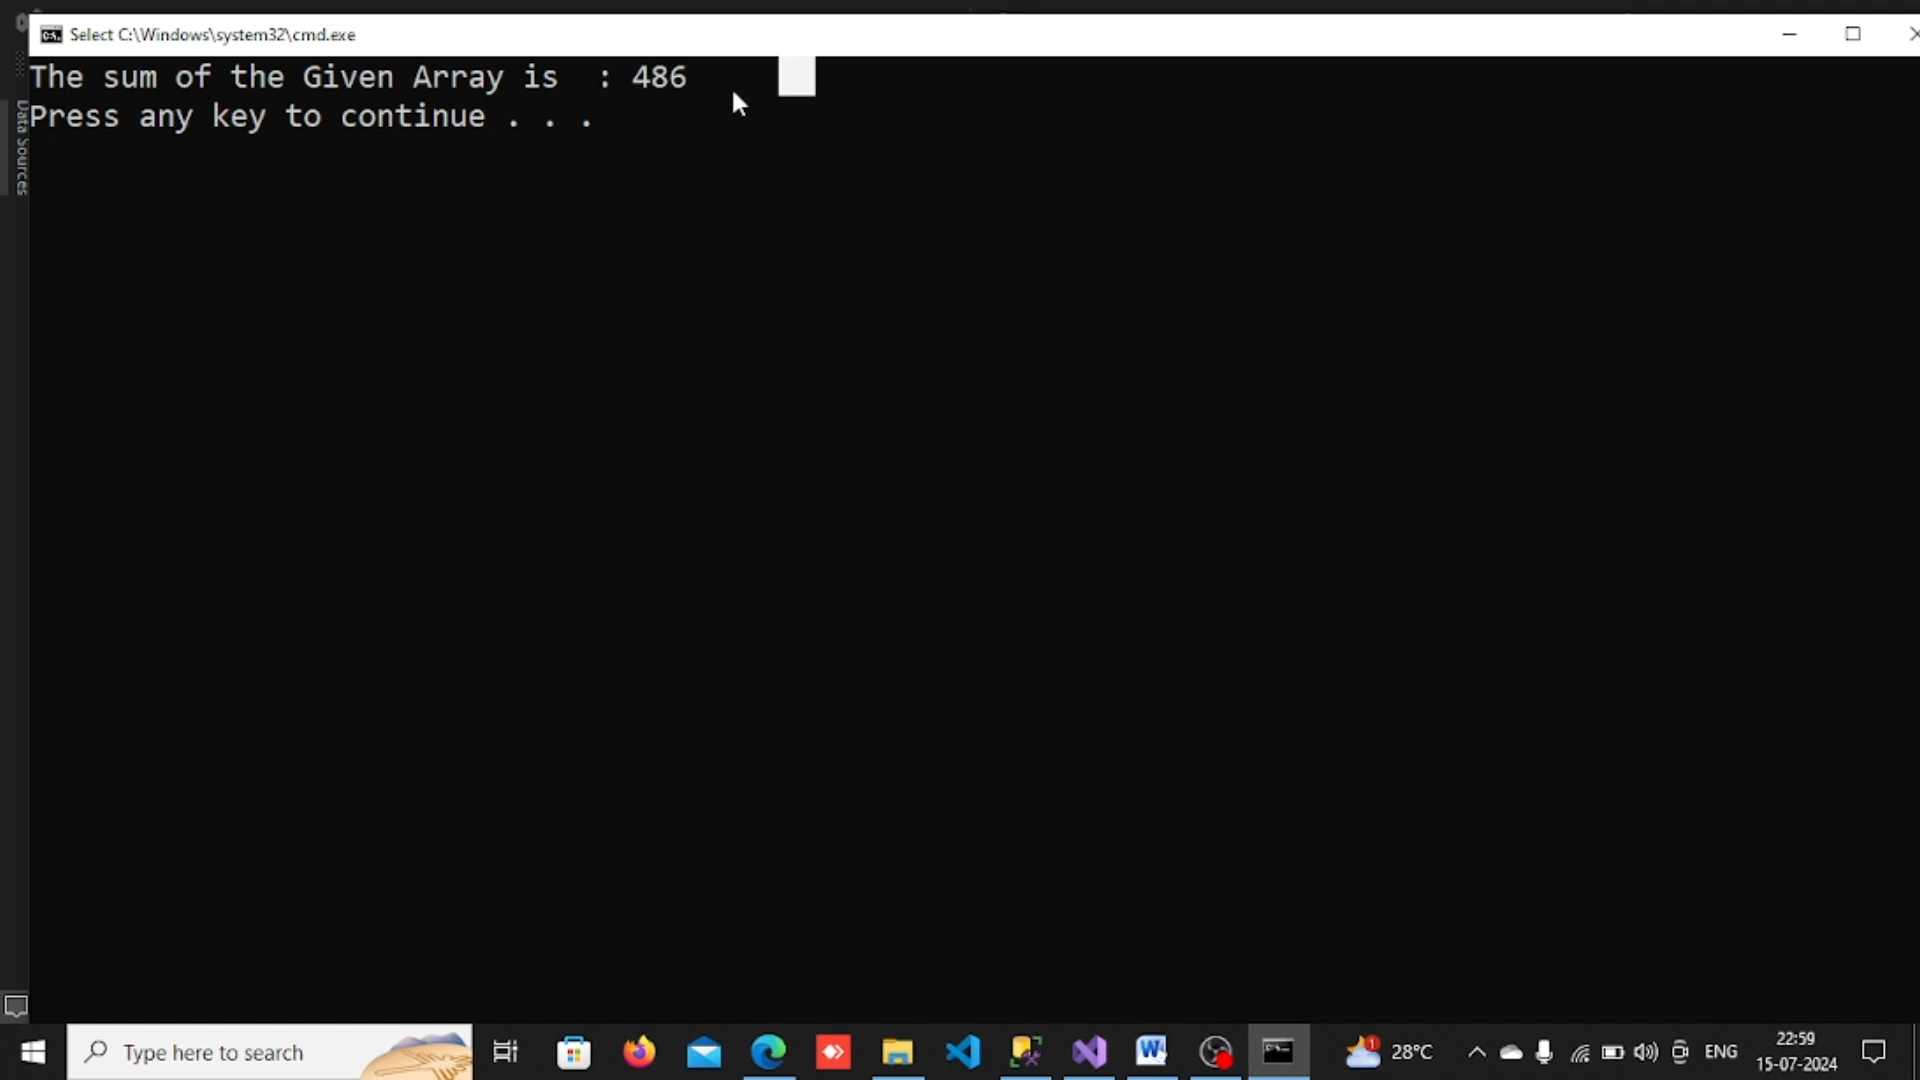 Select C:\Windows\system32\cmd.exe
The sum of the Given Array is  : 486
Press any key to continue . . .
Data Sources
Type here to search
28°C
ENG
22:59
15-07-2024